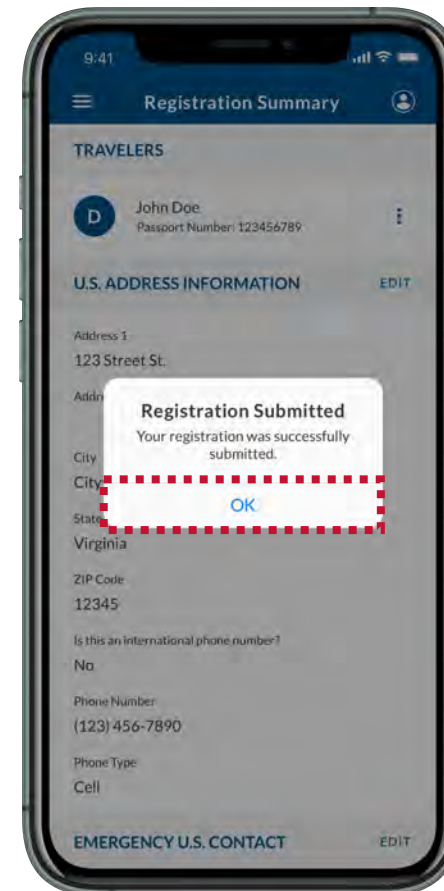 9:41
Registration Summary
TRAVELERS
D
John Doe
Passport Number: 123456789
U.S. ADDRESS INFORMATION EDIT
Address 1
123 Street St.
Registration Submitted
Your registration was successfully
submitted.
City
City
OK
State
Virginia
ZIP Code
12345
Is this an international phone number?
No
Phone Number
(123) 456-7890
Phone Type
Cell
EMERGENCY U.S. CONTACT EDIT